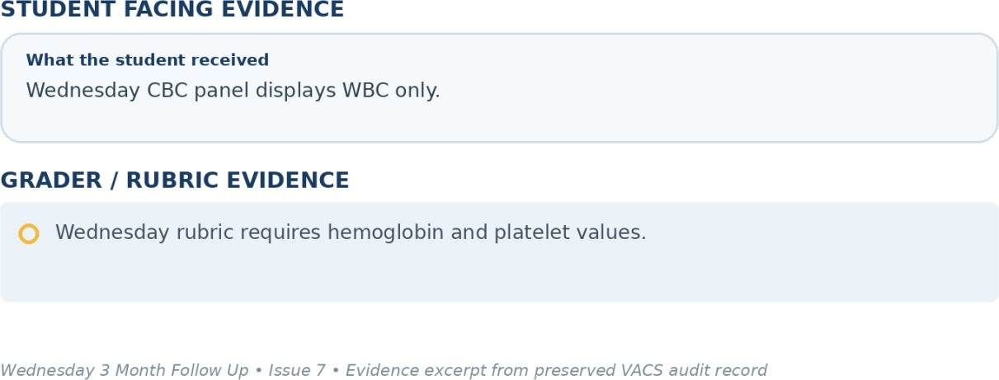 STUDENT FACING EVIDENCE
What the student received
Wednesday CBC panel displays WBC only.
GRADER / RUBRIC EVIDENCE
Wednesday rubric requires hemoglobin and platelet values.
Wednesday 3 Month Follow Up • Issue 7 • Evidence excerpt from preserved VACS audit record